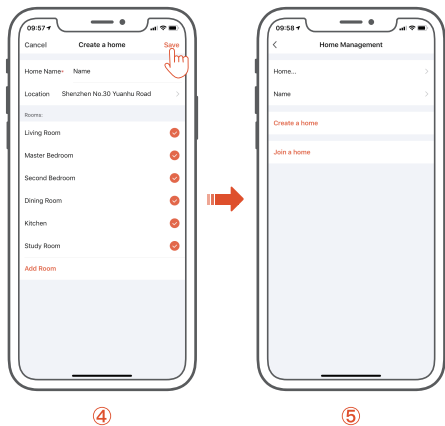 09:57
Cancel Create a home Save
Home Name* Name
Location Shenzhen No.30 Yuanhu Road
Rooms:
Living Room
Master Bedroom
Second Bedroom
Dining Room
Kitchen
Study Room
Add Room
④
09:58
Home Management
Home...
Name
Create a home
Join a home
⑤